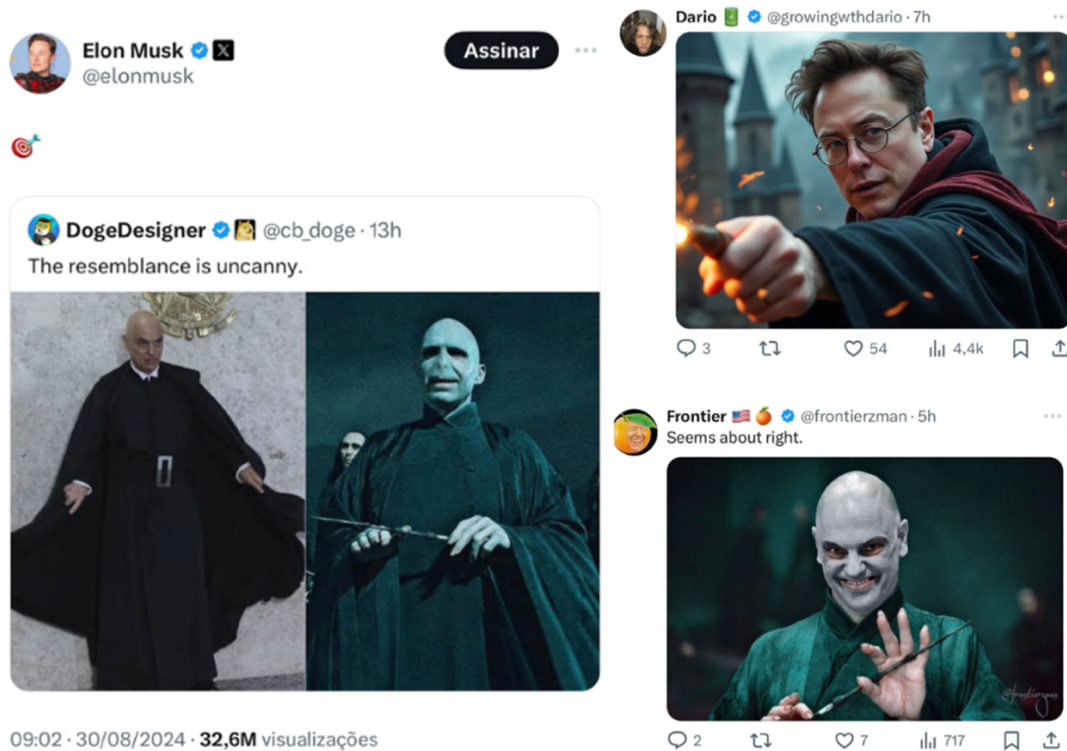 Elon Musk
@elonmusk
Assinar
DogeDesigner @cb_doge · 13h
The resemblance is uncanny.
09:02 · 30/08/2024 · 32,6M visualizações
Dario @growingwthdario · 7h
3 54 4,4k
Frontier @frontierzman · 5h
Seems about right.
@frontierzman
2 7 717